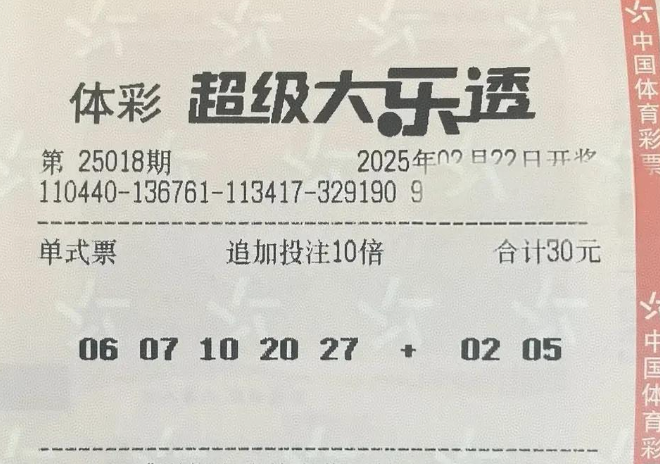 体彩 超级大乐透
第 25018期 2025年02月22日开奖
110440-136761-113417-329190 9
单式票 追加投注10倍 合计30元
06 07 10 20 27 + 02 05
中国体育彩票
中国体育彩